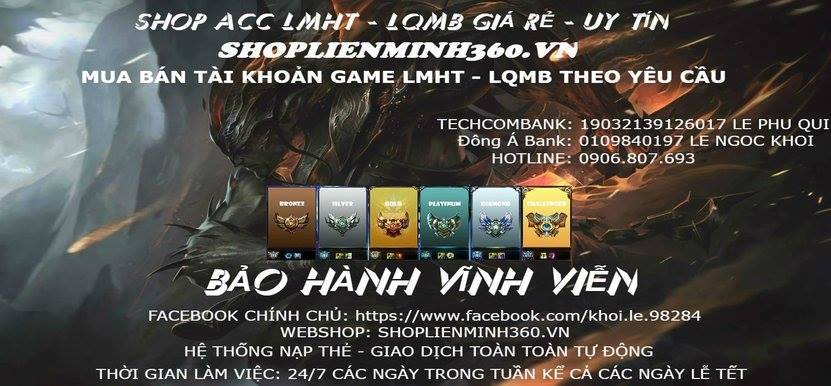 SHOP ACC LMHT - LQMB GIÁ RẺ - UY TÍN
SHOPLIENMINH360.VN
MUA BÁN TÀI KHOẢN GAME LMHT - LQMB THEO YÊU CẦU
TECHCOMBANK: 19032139126017 LE PHU QUI
Đông Á Bank: 0109840197 LE NGOC KHOI
HOTLINE: 0906.807.693
BRONZE SILVER GOLD PLATINUM DIAMOND CHALLENGER
BẢO HÀNH VĨNH VIỄN
FACEBOOK CHÍNH CHỦ: https://www.facebook.com/khoi.le.98284
WEBSHOP: SHOPLIENMINH360.VN
HỆ THỐNG NẠP THẺ - GIAO DỊCH TOÀN TOÀN TỰ ĐỘNG
THỜI GIAN LÀM VIỆC: 24/7 CÁC NGÀY TRONG TUẦN KỂ CẢ CÁC NGÀY LỄ TẾT